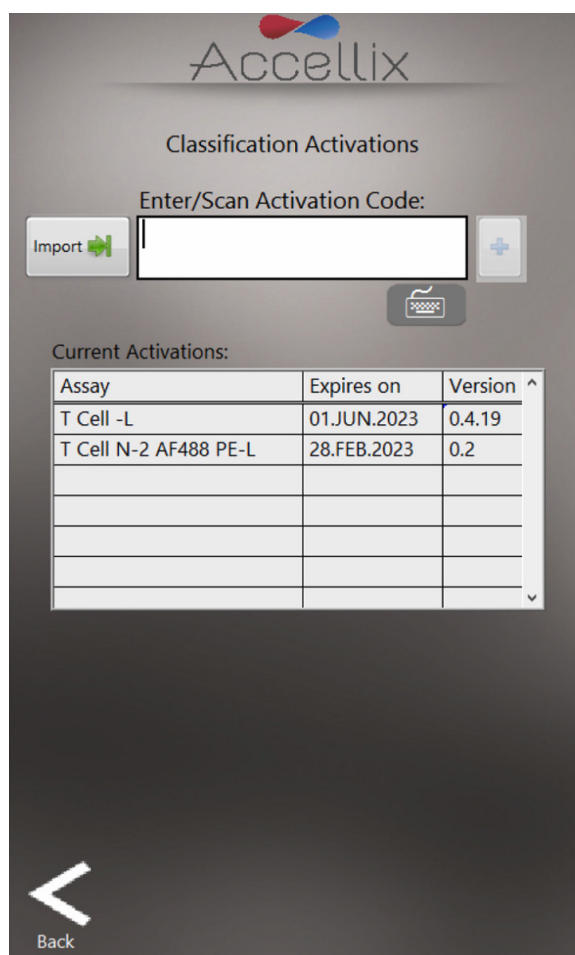 Accellix
Classification Activations
Enter/Scan Activation Code:
Import
Current Activations:
Assay Expires on Version
T Cell -L 01.JUN.2023 0.4.19
T Cell N-2 AF488 PE-L 28.FEB.2023 0.2
Back